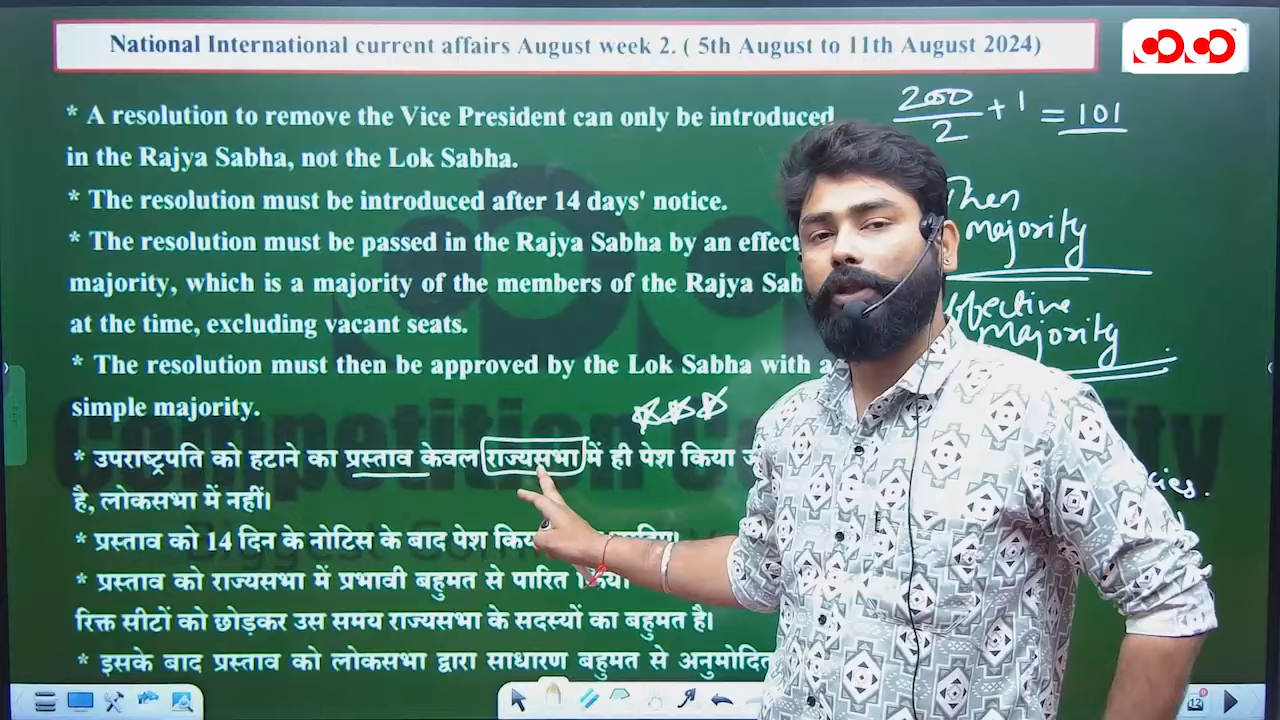 National International current affairs August week 2. ( 5th August to 11th August 2024)
* A resolution to remove the Vice President can only be introduced
in the Rajya Sabha, not the Lok Sabha.
* The resolution must be introduced after 14 days' notice.
* The resolution must be passed in the Rajya Sabha by an effect
majority, which is a majority of the members of the Rajya Sab
at the time, excluding vacant seats.
* The resolution must then be approved by the Lok Sabha with a
simple majority.
* उपराष्ट्रपति को हटाने का प्रस्ताव केवल राज्यसभा में ही पेश किया
है, लोकसभा में नहीं।
* प्रस्ताव को 14 दिन के नोटिस के बाद पेश किय
* प्रस्ताव को राज्यसभा में प्रभावी बहुमत से पारित
रिक्त सीटों को छोड़कर उस समय राज्यसभा के सदस्यों का बहुमत है।
* इसके बाद प्रस्ताव को लोकसभा द्वारा साधारण बहुमत से अनुमोदित
200/2 + 1 = 101
Then
majority
ffective
majority
cies.
12